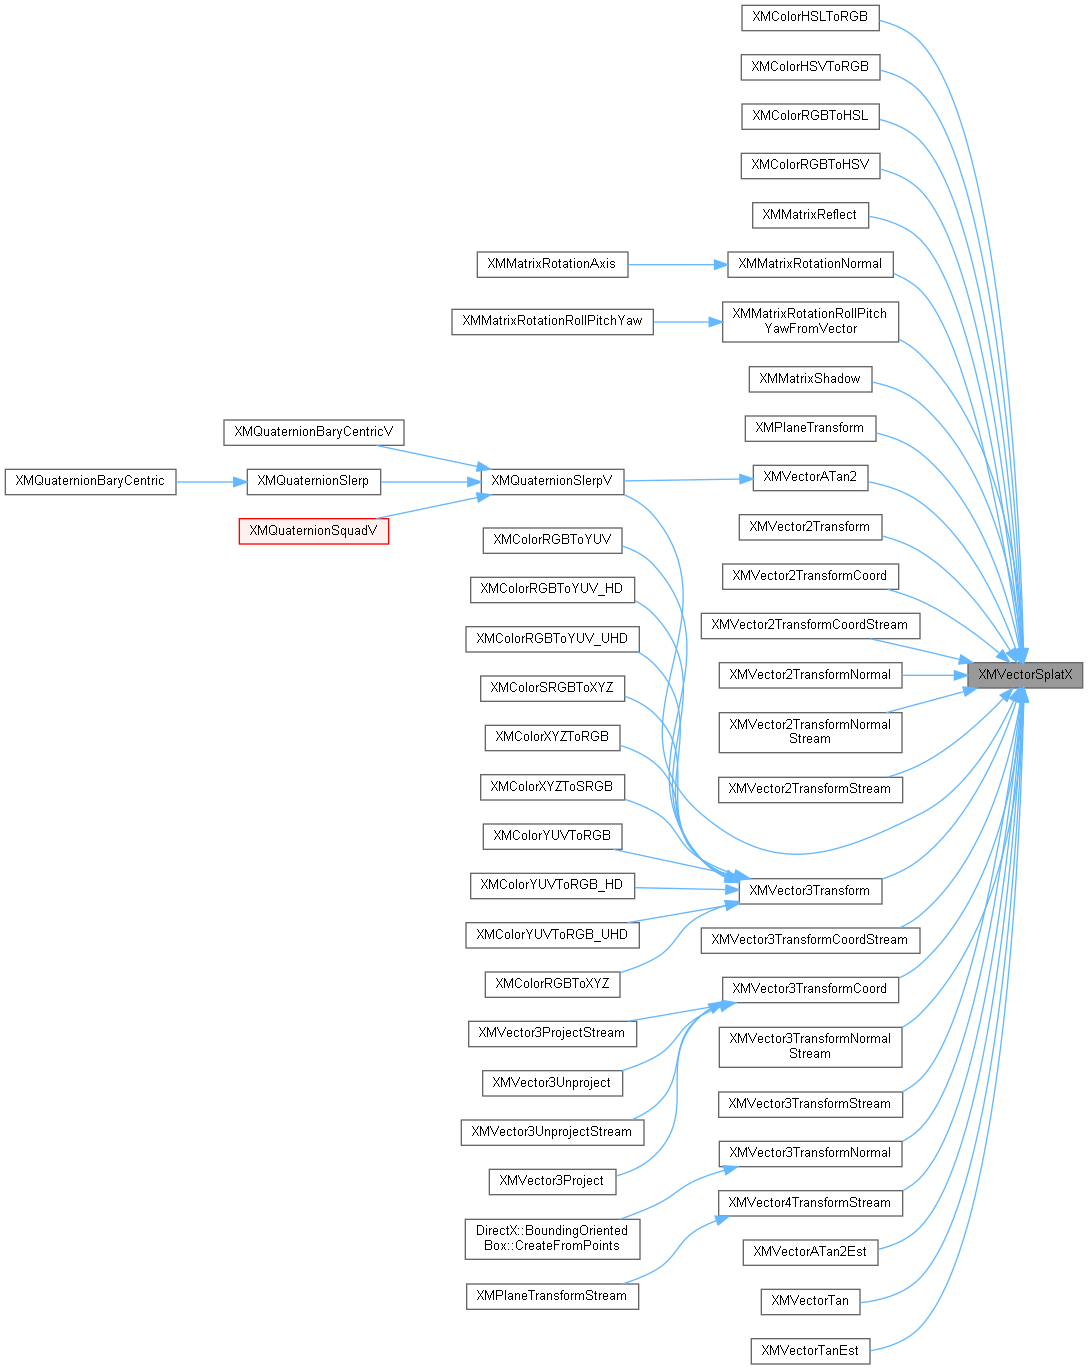 XMColorHSLToRGB
XMColorHSVToRGB
XMColorRGBToHSL
XMColorRGBToHSV
XMMatrixReflect
XMMatrixRotationAxis
XMMatrixRotationNormal
XMMatrixRotationRollPitchYaw
XMMatrixRotationRollPitch
YawFromVector
XMMatrixShadow
XMPlaneTransform
XMQuaternionBaryCentricV
XMQuaternionBaryCentric
XMQuaternionSlerp
XMQuaternionSlerpV
XMVectorATan2
XMQuaternionSquadV
XMColorRGBToYUV
XMVector2Transform
XMColorRGBToYUV_HD
XMVector2TransformCoord
XMColorRGBToYUV_UHD
XMVector2TransformCoordStream
XMVectorSplatX
XMColorSRGBToXYZ
XMVector2TransformNormal
XMColorXYZToRGB
XMVector2TransformNormal
Stream
XMColorXYZToSRGB
XMVector2TransformStream
XMColorYUVToRGB
XMColorYUVToRGB_HD
XMVector3Transform
XMColorYUVToRGB_UHD
XMVector3TransformCoordStream
XMColorRGBToXYZ
XMVector3TransformCoord
XMVector3ProjectStream
XMVector3TransformNormal
Stream
XMVector3Unproject
XMVector3TransformStream
XMVector3UnprojectStream
XMVector3TransformNormal
XMVector3Project
XMVector4TransformStream
DirectX::BoundingOriented
Box::CreateFromPoints
XMVectorATan2Est
XMPlaneTransformStream
XMVectorTan
XMVectorTanEst